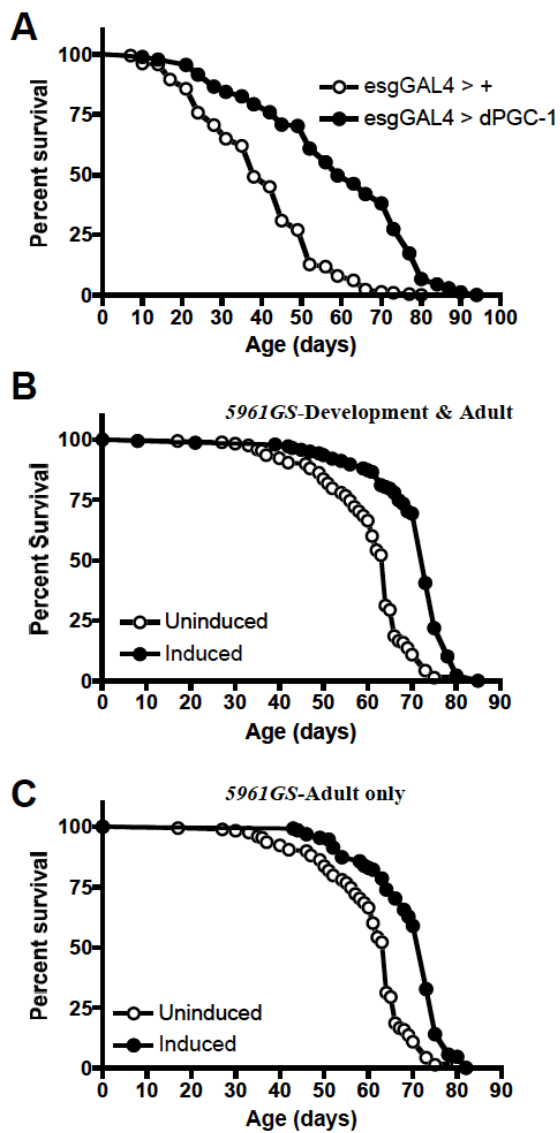 A
100
75
50
25
0
Percent survival
esgGAL4 > +
esgGAL4 > dPGC-1
0 10 20 30 40 50 60 70 80 90 100
Age (days)
B
5961GS-Development & Adult
100
75
50
25
0
Percent Survival
Uninduced
Induced
0 10 20 30 40 50 60 70 80 90
Age (days)
C
5961GS-Adult only
100
75
50
25
0
Percent survival
Uninduced
Induced
0 10 20 30 40 50 60 70 80 90
Age (days)